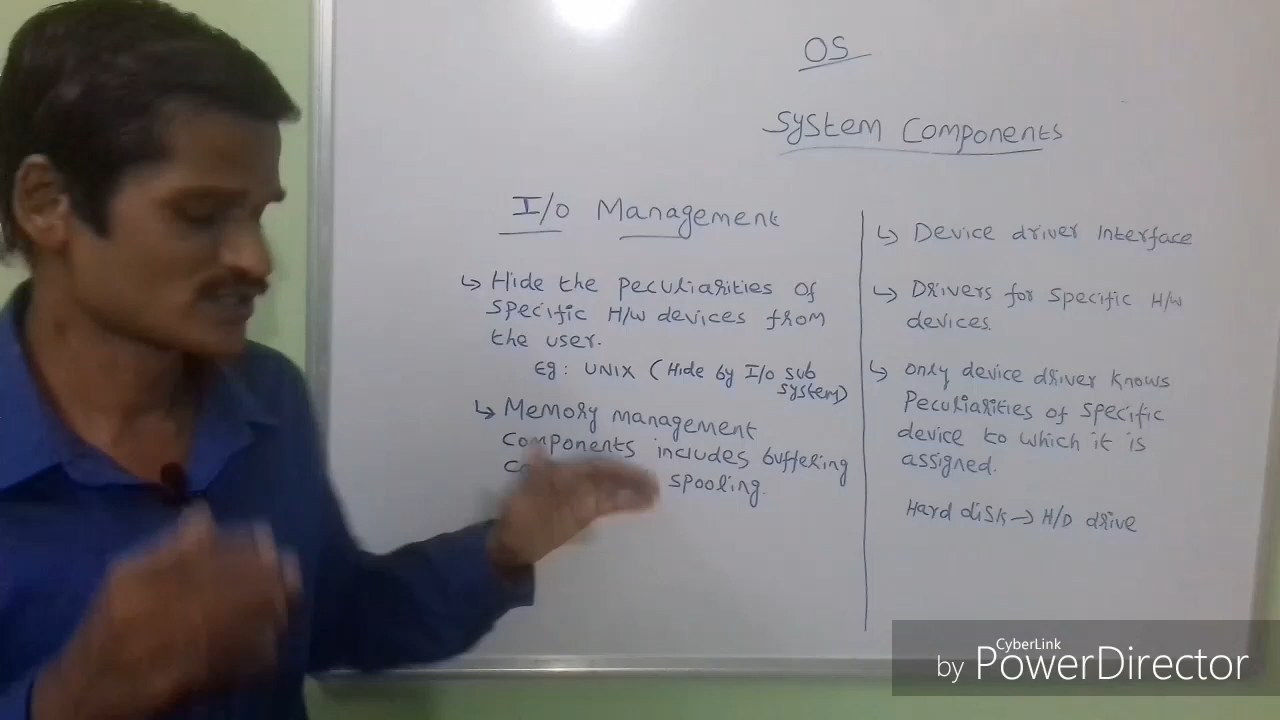 OS
System Components
I/O Management
↳ Hide the peculiarities of
specific H/w devices from
the user.
Eg: UNIX (Hide by I/O sub
system)
↳ Memory management
components includes buffering
spooling.
↳ Device driver Interface
↳ Drivers for specific H/w
devices.
↳ only device driver knows
Peculiarities of specific
device to which it is
assigned.
Hard disk → H/D drive
CyberLink
by PowerDirector